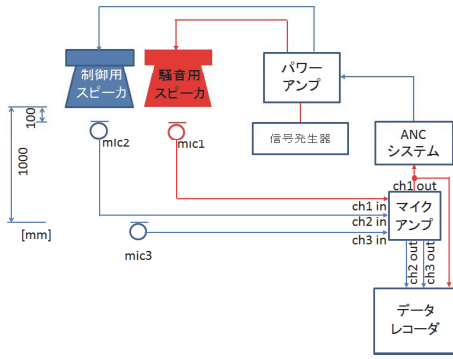 制御用
スピーカ
騒音用
スピーカ
パワー
アンプ
信号発生器
100
1000
[mm]
mic2
mic1
mic3
ANC
システム
ch1 out
ch1 in
ch2 in
ch3 in
マイク
アンプ
ch2 out
ch3 out
データ
レコーダ